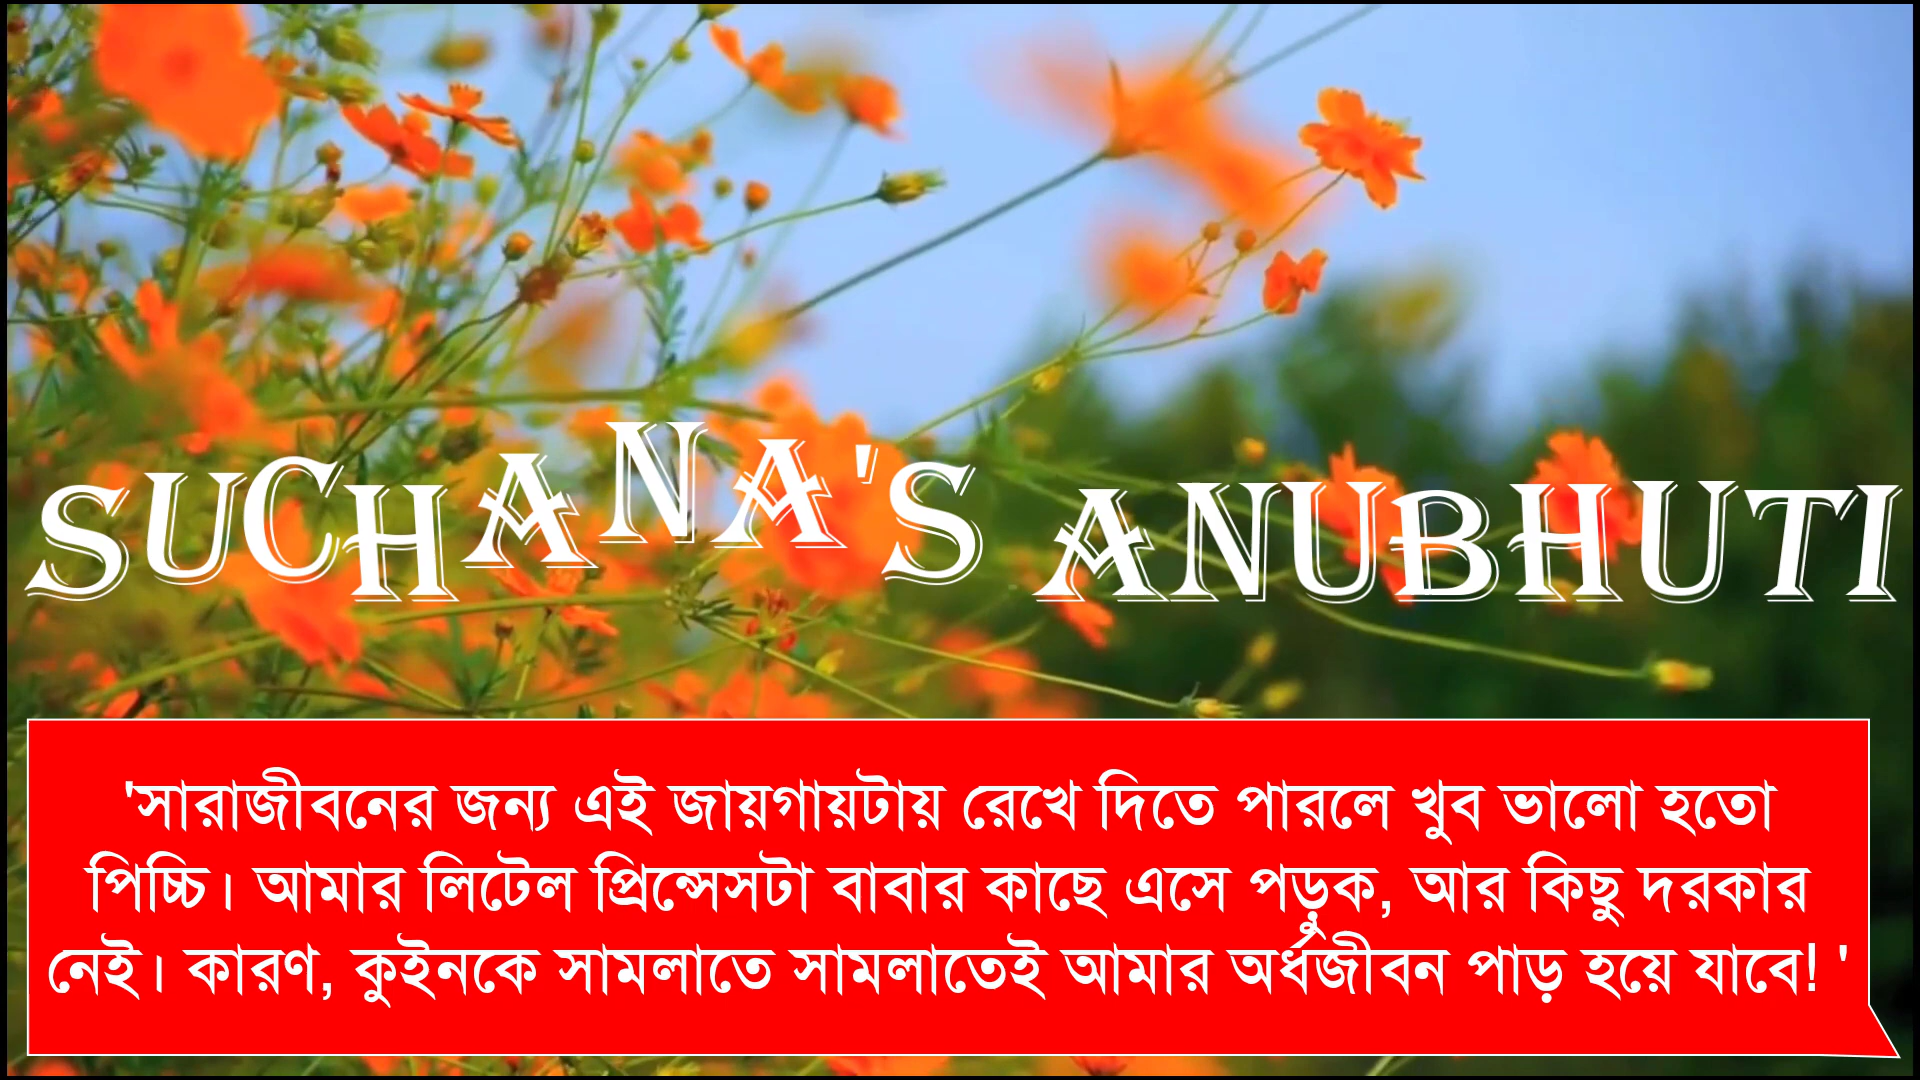 SUCHANA'S ANUBHUTI
'সারাজীবনের জন্য এই জায়গায়টায় রেখে দিতে পারলে খুব ভালো হতো
পিচ্চি। আমার লিটেল প্রিন্সেসটা বাবার কাছে এসে পড়ুক, আর কিছু দরকার
নেই। কারণ, কুইনকে সামলাতে সামলাতেই আমার অর্ধজীবন পাড় হয়ে যাবে! '